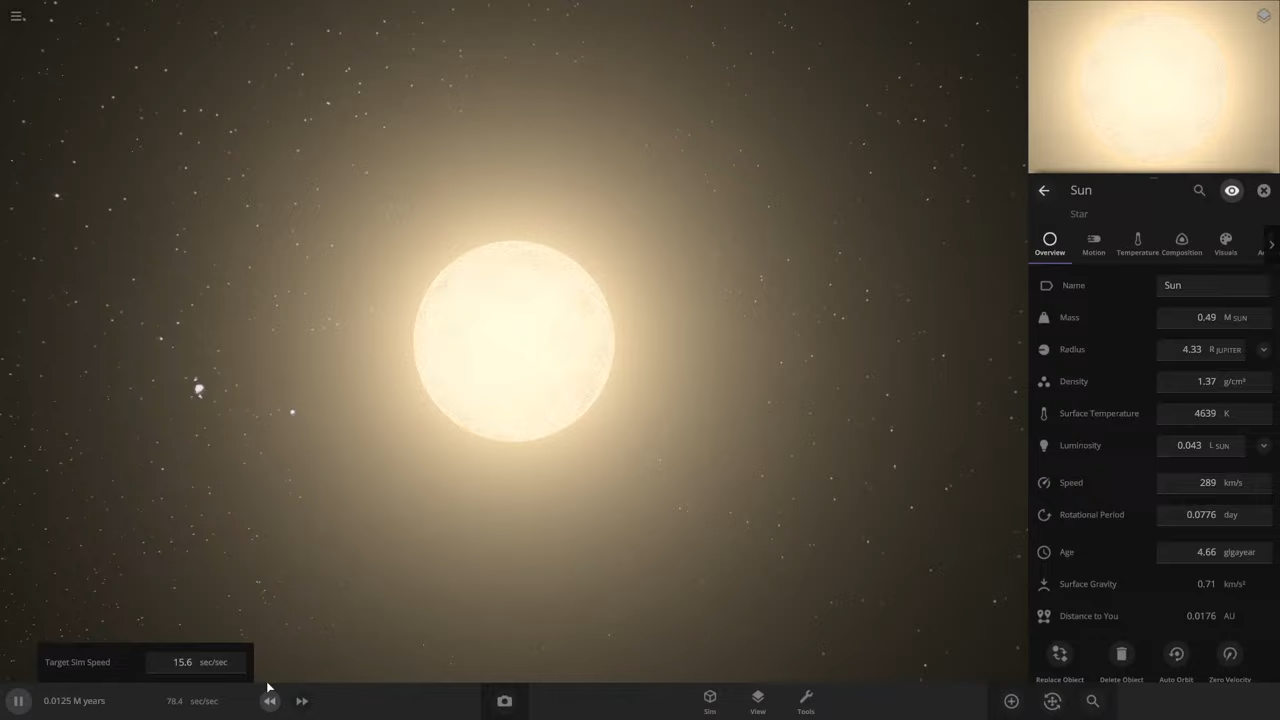 Sun
Star
Overview Motion Temperature Composition Visuals
Name Sun
Mass 0.49 M SUN
Radius 4.33 R JUPITER
Density 1.37 g/cm³
Surface Temperature 4639 K
Luminosity 0.043 L SUN
Speed 289 km/s
Rotational Period 0.0776 day
Age 4.66 gigayear
Surface Gravity 0.71 km/s²
Distance to You 0.0176 AU
Replace Object Delete Object Auto Orbit Zero Velocity
Target Sim Speed 15.6 sec/sec
0.0125 M years 78.4 sec/sec Sim View Tools